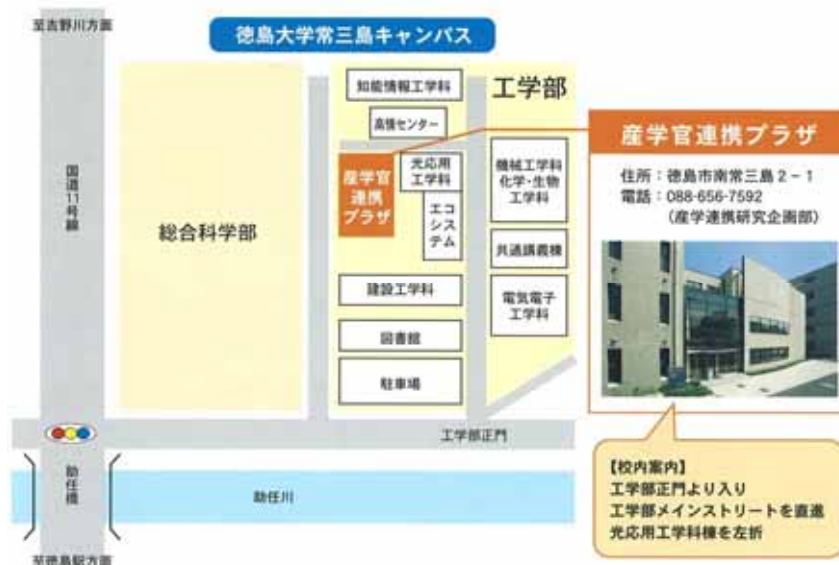 至吉野川方面
徳島大学常三島キャンパス
国道11号線
総合科学部
知能情報工学科
高情センター
工学部
産学官
連携
プラザ
光応用
工学科
エコ
シス
テム
機械工学科
化学・生物
工学科
共通講義棟
建設工学科
電気電子
工学科
図書館
駐車場
工学部正門
助任橋
助任川
至徳島駅方面
産学官連携プラザ
住所：徳島市南常三島2－1
電話：088-656-7592
（産学連携研究企画部）
【校内案内】
工学部正門より入り
工学部メインストリートを直進
光応用工学科棟を左折